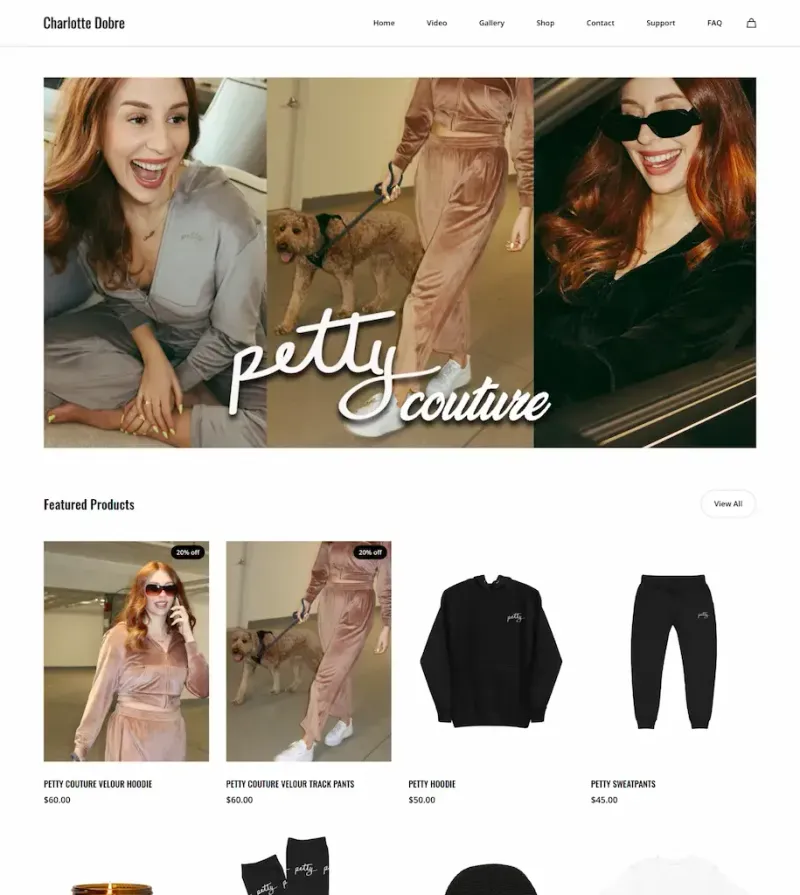 Charlotte Dobre
Home Video Gallery Shop Contact Support FAQ
petty
petty
couture
Featured Products
View All
20% off
20% off
petty
petty
PETTY COUTURE VELOUR HOODIE
PETTY COUTURE VELOUR TRACK PANTS
PETTY HOODIE
PETTY SWEATPANTS
$60.00
$60.00
$50.00
$45.00
petty
petty